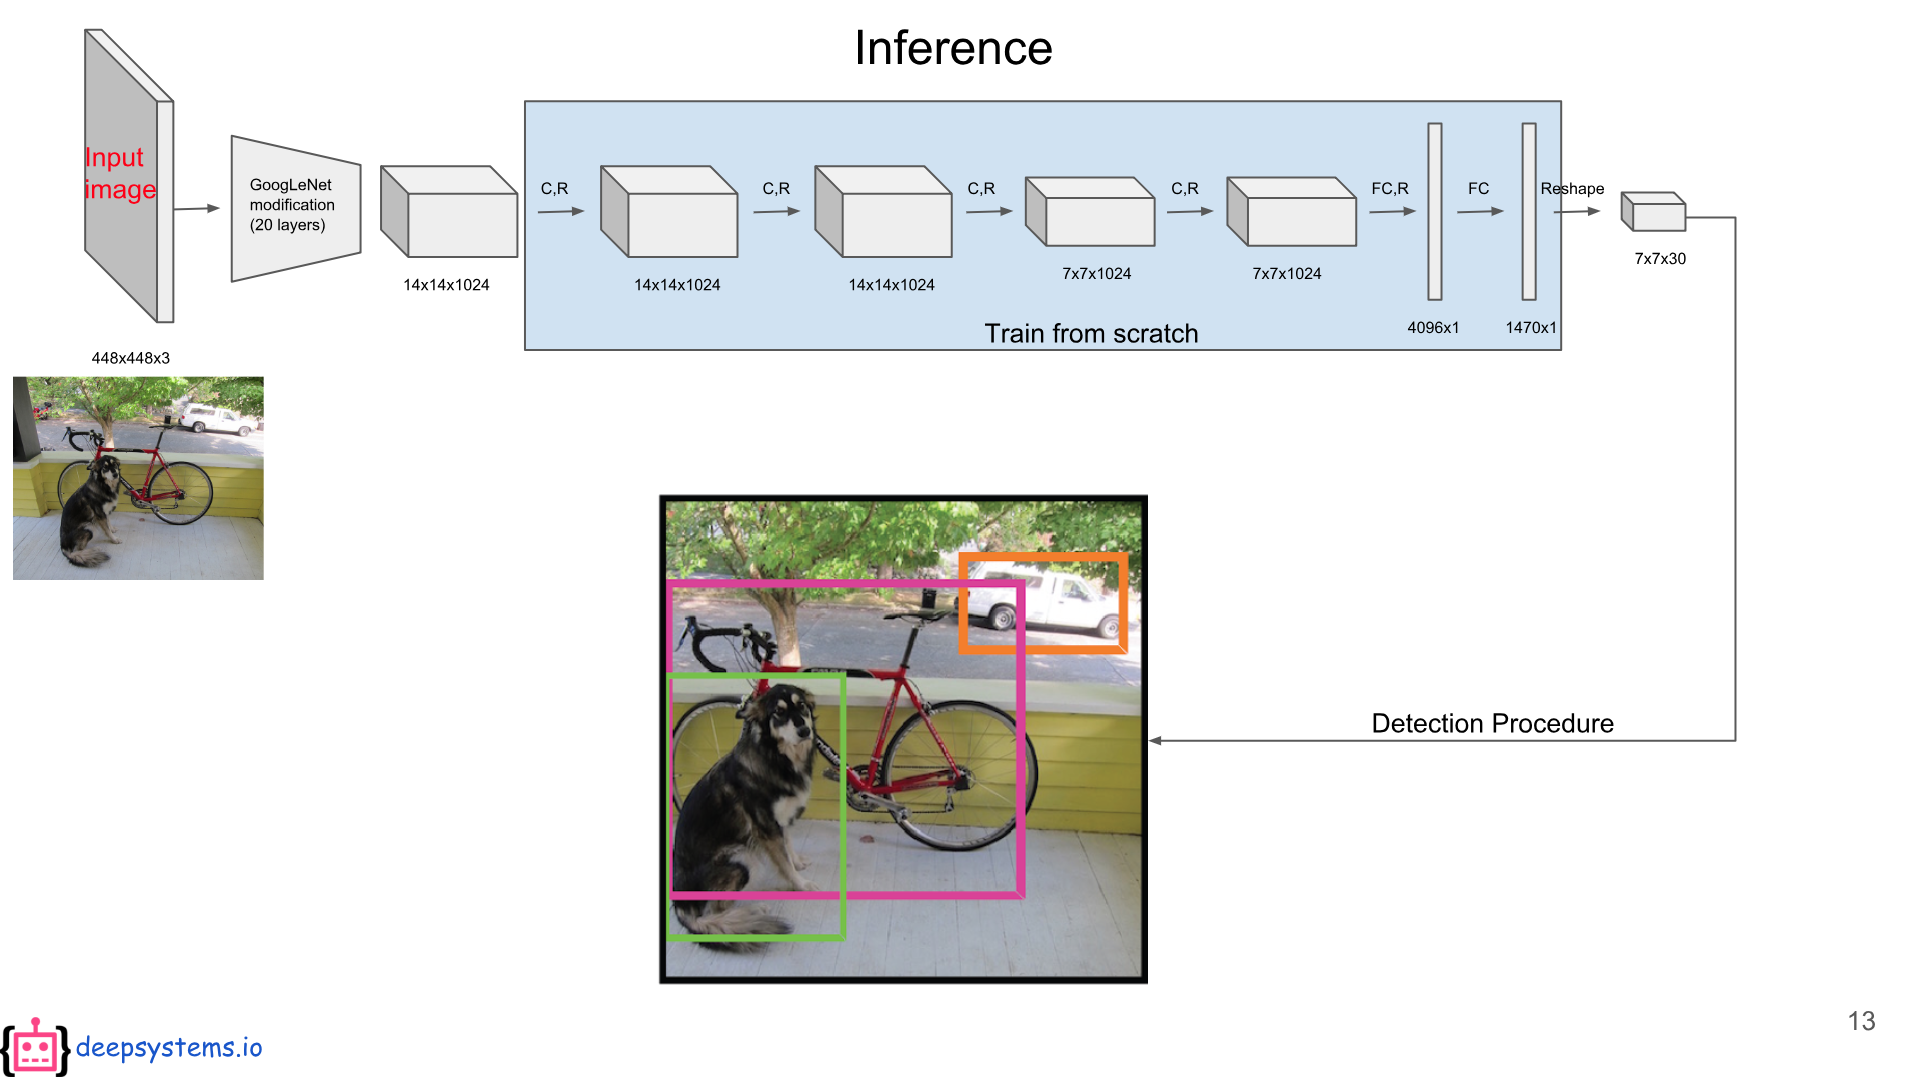 Inference
Input
image
GoogLeNet
modification
(20 layers)
C,R
C,R
C,R
C,R
FC,R
FC
Reshape
14x14x1024
14x14x1024
14x14x1024
7x7x1024
7x7x1024
4096x1
1470x1
7x7x30
Train from scratch
448x448x3
Detection Procedure
deepsystems.io
13